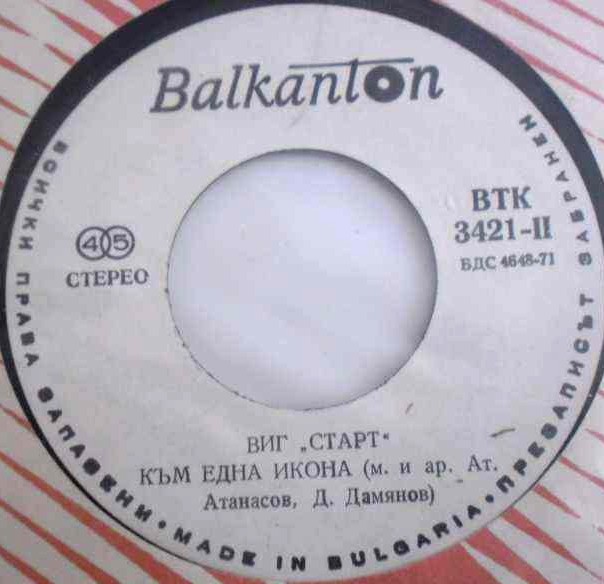 Balkanton
45
СТЕРЕО
ВТК
3421-II
БДС 4648-71
ВИГ „СТАРТ“
КЪМ ЕДНА ИКОНА (м. и ар. Ат.
Атанасов, Д. Дамянов)
ВСИЧКИ ПРАВА ЗАПАЗЕНИ • MADE IN BULGARIA • ПРЕЗАПИСЪТ ЗАБРАНЕН